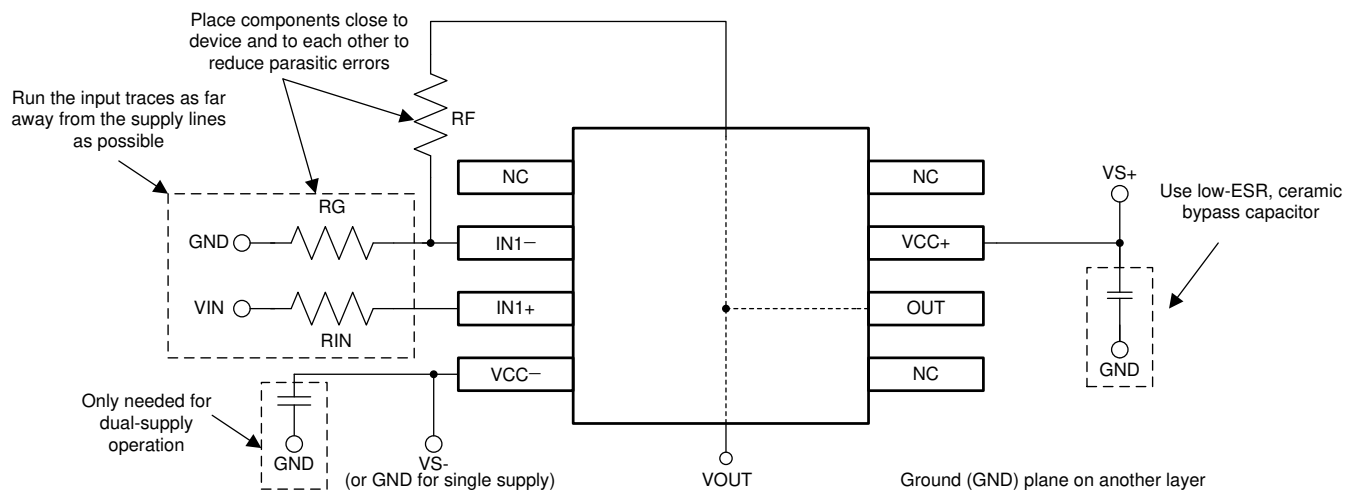 Place components close to
device and to each other to
reduce parasitic errors
Run the input traces as far
away from the supply lines
as possible
RF
NC
NC
VS+
Use low-ESR, ceramic
bypass capacitor
RG
GND
IN1−
VCC+
VIN
IN1+
OUT
RIN
VCC−
NC
GND
Only needed for
dual-supply
operation
GND
VS-
(or GND for single supply)
VOUT
Ground (GND) plane on another layer